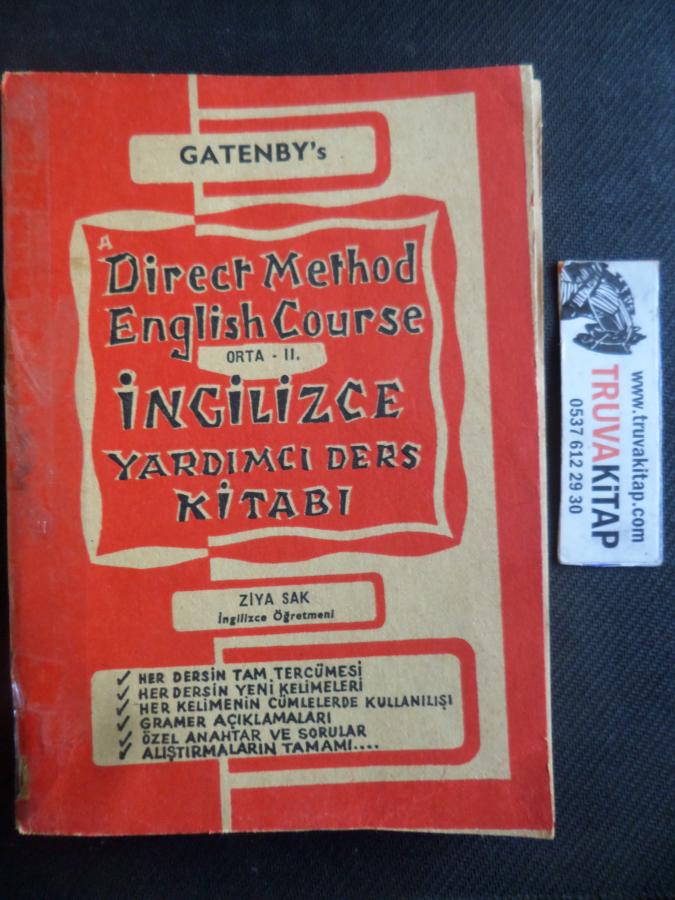 GATENBY's
A
Direct Method
English Course
ORTA - II.
İNGİLİZCE
YARDIMCI DERS
KİTABI
ZİYA SAK
İngilizce Öğretmeni
✓ HER DERSİN TAM TERCÜMESİ
✓ HER DERSİN YENİ KELİMELERİ
✓ HER KELİMENİN CÜMLELERDE KULLANILIŞI
✓ GRAMER AÇIKLAMALARI
✓ ÖZEL ANAHTAR VE SORULAR
✓ ALIŞTIRMALARIN TAMAMI....
www.truvakitap.com
TRUVAKİTAP
0537 612 29 30